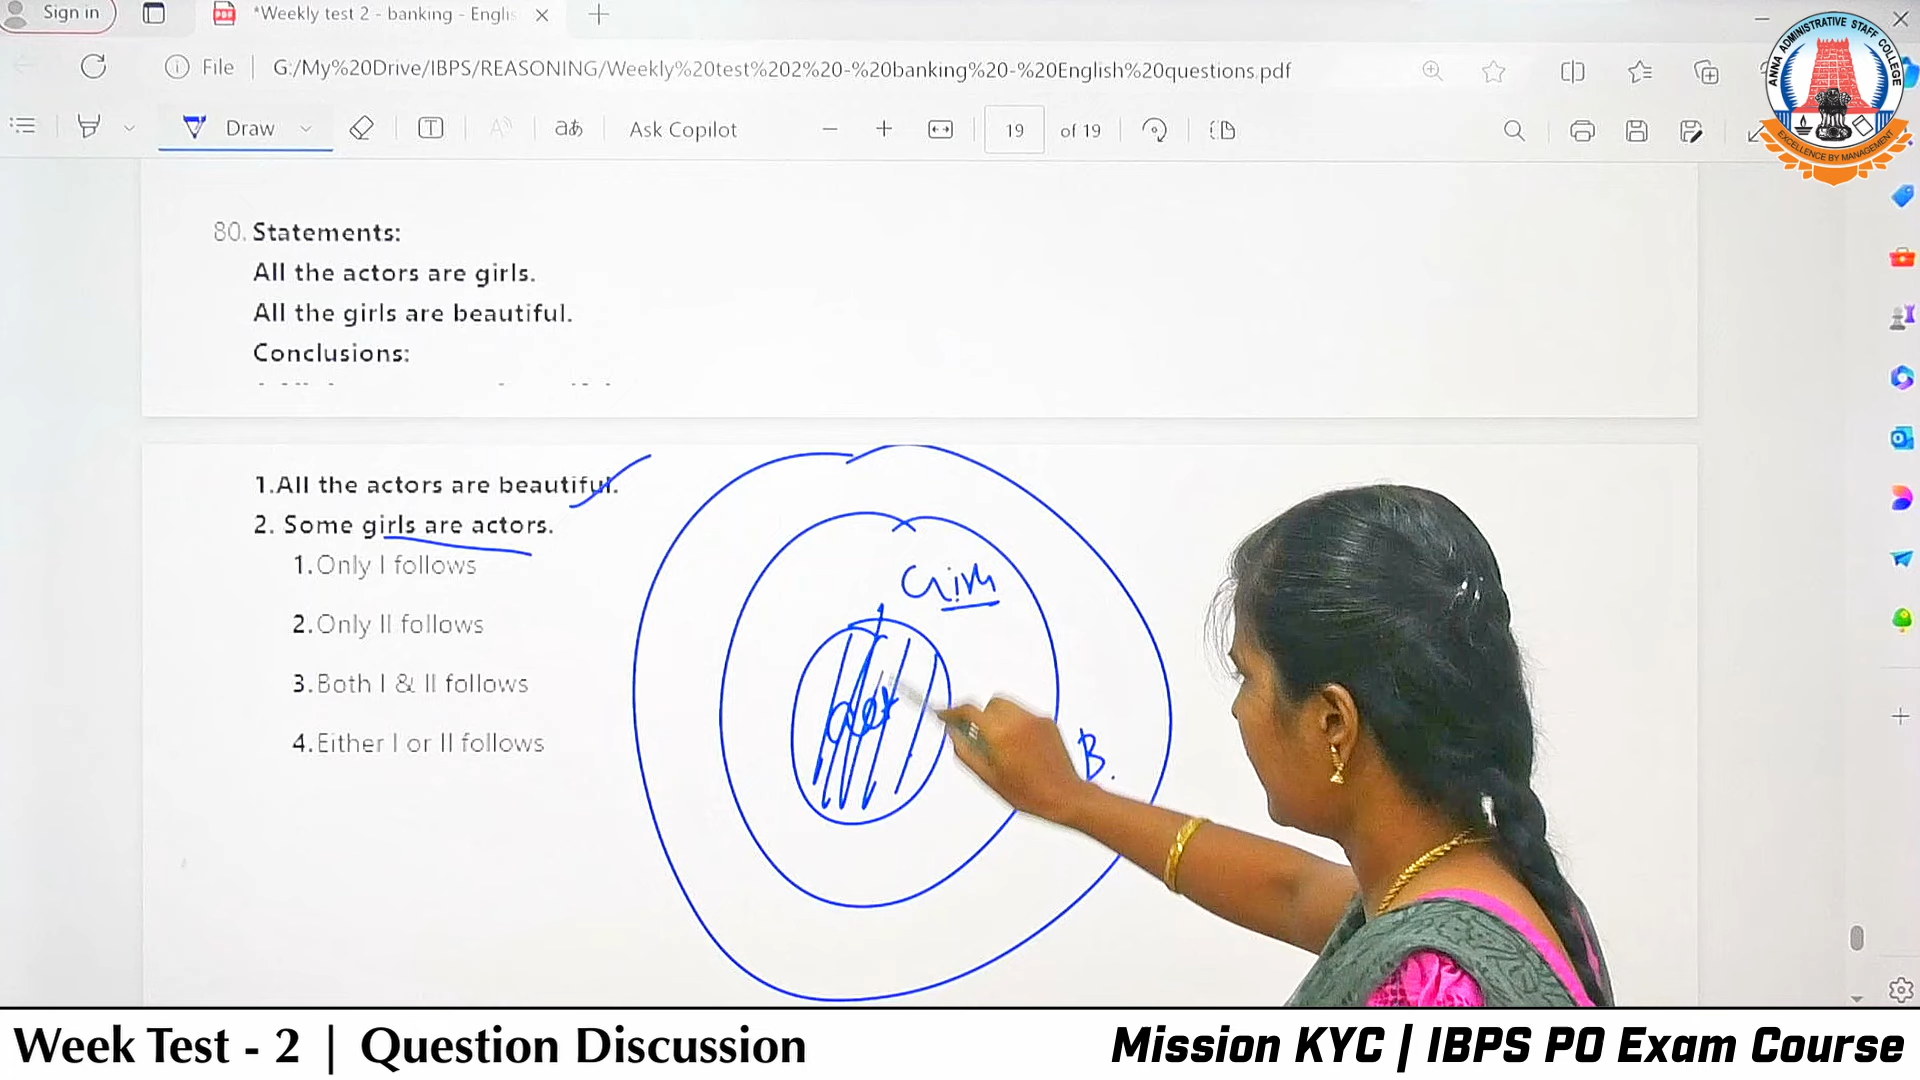 Sign in
*Weekly test 2 - banking - Englis
File
G:/My%20Drive/IBPS/REASONING/Weekly%20test%202%20-%20banking%20-%20English%20questions.pdf
Draw
Ask Copilot
19 of 19
ANNA ADMINISTRATIVE STAFF COLLEGE
EXCELLENCE BY MANAGEMENT
80. Statements:
All the actors are girls.
All the girls are beautiful.
Conclusions:
1.All the actors are beautiful.
2. Some girls are actors.
1.Only I follows
2.Only II follows
3.Both I & II follows
4.Either I or II follows
B.
Week Test - 2 | Question Discussion
Mission KYC | IBPS PO Exam Course